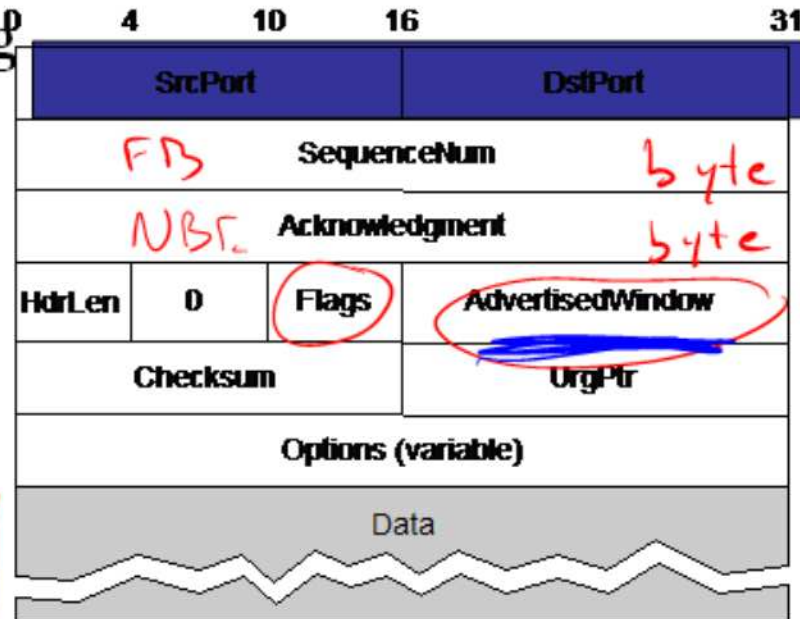 0 4 10 16 31
SrcPort DstPort
FB SequenceNum byte
NBE Acknowledgment byte
HdrLen 0 Flags AdvertisedWindow
Checksum UrgPtr
Options (variable)
Data